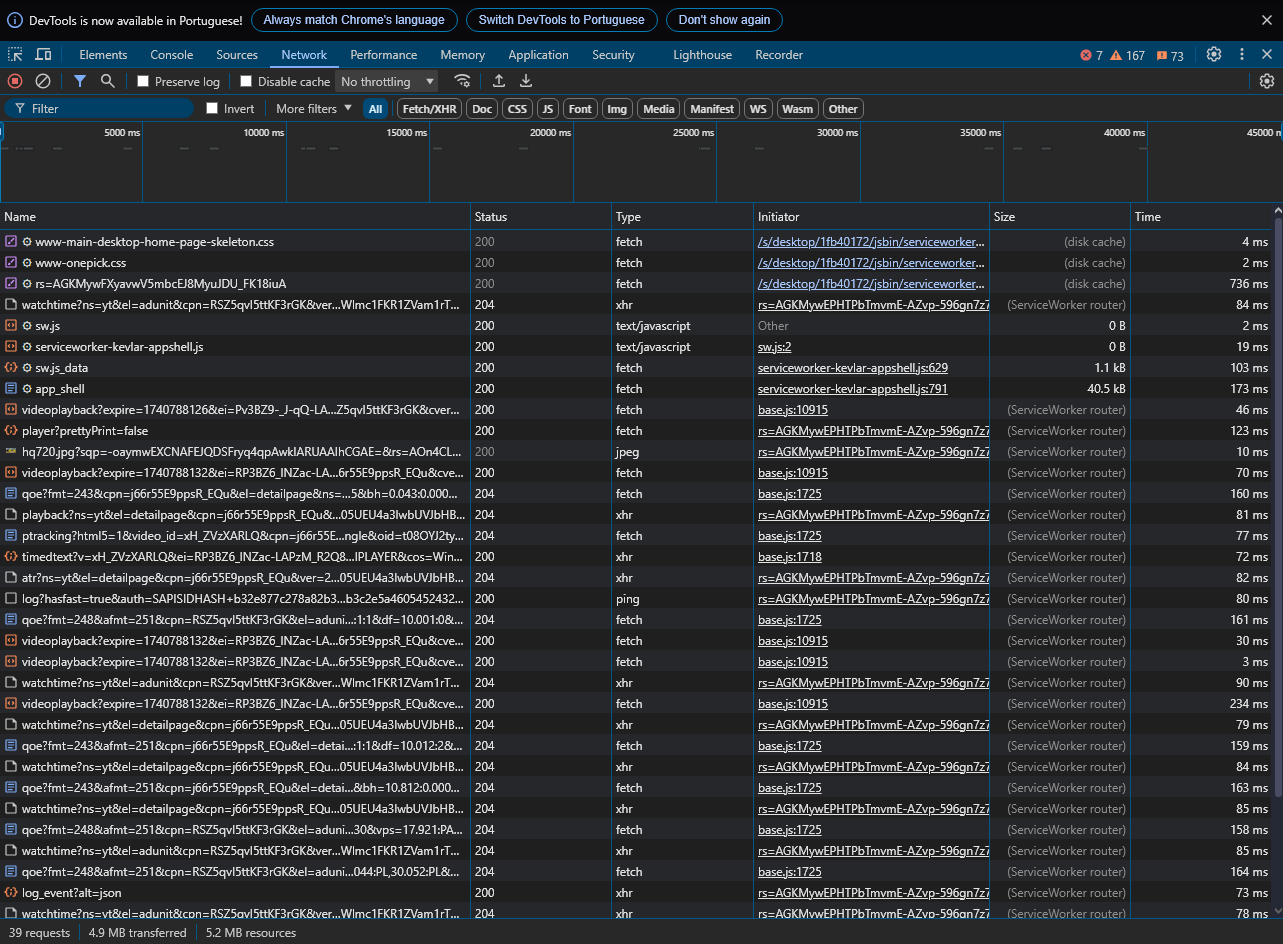 DevTools is now available in Portuguese! Always match Chrome's language Switch DevTools to Portuguese Don't show again
Elements Console Sources Network Performance Memory Application Security Lighthouse Recorder 7 167 73
Preserve log Disable cache No throttling
Filter Invert More filters All Fetch/XHR Doc CSS JS Font Img Media Manifest WS Wasm Other
5000 ms 10000 ms 15000 ms 20000 ms 25000 ms 30000 ms 35000 ms 40000 ms 45000 m
Name Status Type Initiator Size Time
www-main-desktop-home-page-skeleton.css 200 fetch /s/desktop/1fb40172/jsbin/serviceworker... (disk cache) 4 ms
www-onepick.css 200 fetch /s/desktop/1fb40172/jsbin/serviceworker... (disk cache) 2 ms
rs=AGKMywFXyavwV5mbcEJ8MyuJDU_FK18iuA 200 fetch /s/desktop/1fb40172/jsbin/serviceworker... (disk cache) 736 ms
watchtime?ns=yt&el=adunit&cpn=RSZ5qvI5ttKF3rGK&ver...WImc1FKR1ZVam1rT... 204 xhr rs=AGKMywEPHTPbTmvmE-AZvp-596gn7z7 (ServiceWorker router) 84 ms
sw.js 200 text/javascript Other 0 B 2 ms
serviceworker-kevlar-appshell.js 200 text/javascript sw.js:2 0 B 19 ms
sw.js_data 200 fetch serviceworker-kevlar-appshell.js:629 1.1 kB 103 ms
app_shell 200 fetch serviceworker-kevlar-appshell.js:791 40.5 kB 173 ms
videoplayback?expire=1740788126&ei=Pv3BZ9-_J-qQ-LA...Z5qvI5ttKF3rGK&cver... 200 fetch base.js:10915 (ServiceWorker router) 46 ms
player?prettyPrint=false 200 fetch rs=AGKMywEPHTPbTmvmE-AZvp-596gn7z7 (ServiceWorker router) 123 ms
hq720.jpg?sqp=-oaymwEXCNAFEJQDSFryq4qpAwkIARUAAIhCGAE=&rs=AOn4CL... 200 jpeg rs=AGKMywEPHTPbTmvmE-AZvp-596gn7z7 (ServiceWorker router) 10 ms
videoplayback?expire=1740788132&ei=RP3BZ6_INZac-LA...6r55E9ppsR_EQu&cve... 200 fetch base.js:10915 (ServiceWorker router) 70 ms
qoe?fmt=243&cpn=j66r55E9ppsR_EQu&el=detailpage&ns=...5&bh=0.043:0.000... 204 fetch base.js:1725 (ServiceWorker router) 160 ms
playback?ns=yt&el=detailpage&cpn=j66r55E9ppsR_EQu&...05UEU4a3IwbUVJbHB... 204 xhr rs=AGKMywEPHTPbTmvmE-AZvp-596gn7z7 (ServiceWorker router) 81 ms
ptracking?html5=1&video_id=xH_ZVzXARLQ&cpn=j66r55E...ngle&oid=t08OYJ2ty... 204 fetch base.js:1725 (ServiceWorker router) 77 ms
timedtext?v=xH_ZVzXARLQ&ei=RP3BZ6_INZac-LAPzM_R2Q8...IPLAYER&cos=Win... 200 xhr base.js:1718 (ServiceWorker router) 72 ms
atr?ns=yt&el=detailpage&cpn=j66r55E9ppsR_EQu&ver=2...05UEU4a3IwbUVJbHB... 204 xhr rs=AGKMywEPHTPbTmvmE-AZvp-596gn7z7 (ServiceWorker router) 82 ms
log?hasfast=true&auth=SAPISIDHASH+b32e877c278a82b3...b3c2e5a4605452432... 200 ping rs=AGKMywEPHTPbTmvmE-AZvp-596gn7z7 (ServiceWorker router) 80 ms
qoe?fmt=248&afmt=251&cpn=RSZ5qvI5ttKF3rGK&el=aduni...:1:1&df=10.001:0&... 204 fetch base.js:1725 (ServiceWorker router) 161 ms
videoplayback?expire=1740788132&ei=RP3BZ6_INZac-LA...6r55E9ppsR_EQu&cve... 200 fetch base.js:10915 (ServiceWorker router) 30 ms
videoplayback?expire=1740788132&ei=RP3BZ6_INZac-LA...6r55E9ppsR_EQu&cve... 200 fetch base.js:10915 (ServiceWorker router) 3 ms
watchtime?ns=yt&el=adunit&cpn=RSZ5qvI5ttKF3rGK&ver...WImc1FKR1ZVam1rT... 204 xhr rs=AGKMywEPHTPbTmvmE-AZvp-596gn7z7 (ServiceWorker router) 90 ms
videoplayback?expire=1740788132&ei=RP3BZ6_INZac-LA...6r55E9ppsR_EQu&cve... 200 fetch base.js:10915 (ServiceWorker router) 234 ms
watchtime?ns=yt&el=detailpage&cpn=j66r55E9ppsR_EQu...05UEU4a3IwbUVJbHB... 204 xhr rs=AGKMywEPHTPbTmvmE-AZvp-596gn7z7 (ServiceWorker router) 79 ms
qoe?fmt=243&afmt=251&cpn=j66r55E9ppsR_EQu&el=detai...:1:1&df=10.012:2&... 204 fetch base.js:1725 (ServiceWorker router) 159 ms
watchtime?ns=yt&el=detailpage&cpn=j66r55E9ppsR_EQu...05UEU4a3IwbUVJbHB... 204 xhr rs=AGKMywEPHTPbTmvmE-AZvp-596gn7z7 (ServiceWorker router) 84 ms
qoe?fmt=243&afmt=251&cpn=j66r55E9ppsR_EQu&el=detai...&bh=10.812:0.000... 204 fetch base.js:1725 (ServiceWorker router) 163 ms
watchtime?ns=yt&el=detailpage&cpn=j66r55E9ppsR_EQu...05UEU4a3IwbUVJbHB... 204 xhr rs=AGKMywEPHTPbTmvmE-AZvp-596gn7z7 (ServiceWorker router) 85 ms
qoe?fmt=248&afmt=251&cpn=RSZ5qvI5ttKF3rGK&el=aduni...30&vps=17.921:PA... 204 fetch base.js:1725 (ServiceWorker router) 158 ms
watchtime?ns=yt&el=adunit&cpn=RSZ5qvI5ttKF3rGK&ver...WImc1FKR1ZVam1rT... 204 xhr rs=AGKMywEPHTPbTmvmE-AZvp-596gn7z7 (ServiceWorker router) 85 ms
qoe?fmt=248&afmt=251&cpn=RSZ5qvI5ttKF3rGK&el=aduni...044:PL,30.052:PL&... 204 fetch base.js:1725 (ServiceWorker router) 164 ms
log_event?alt=json 200 xhr rs=AGKMywEPHTPbTmvmE-AZvp-596gn7z7 (ServiceWorker router) 73 ms
watchtime?ns=yt&el=adunit&cpn=RSZ5qvI5ttKF3rGK&ver...WImc1FKR1ZVam1rT... 204 xhr rs=AGKMywEPHTPbTmvmE-AZvp-596gn7z7 (ServiceWorker router) 78 ms
39 requests 4.9 MB transferred 5.2 MB resources